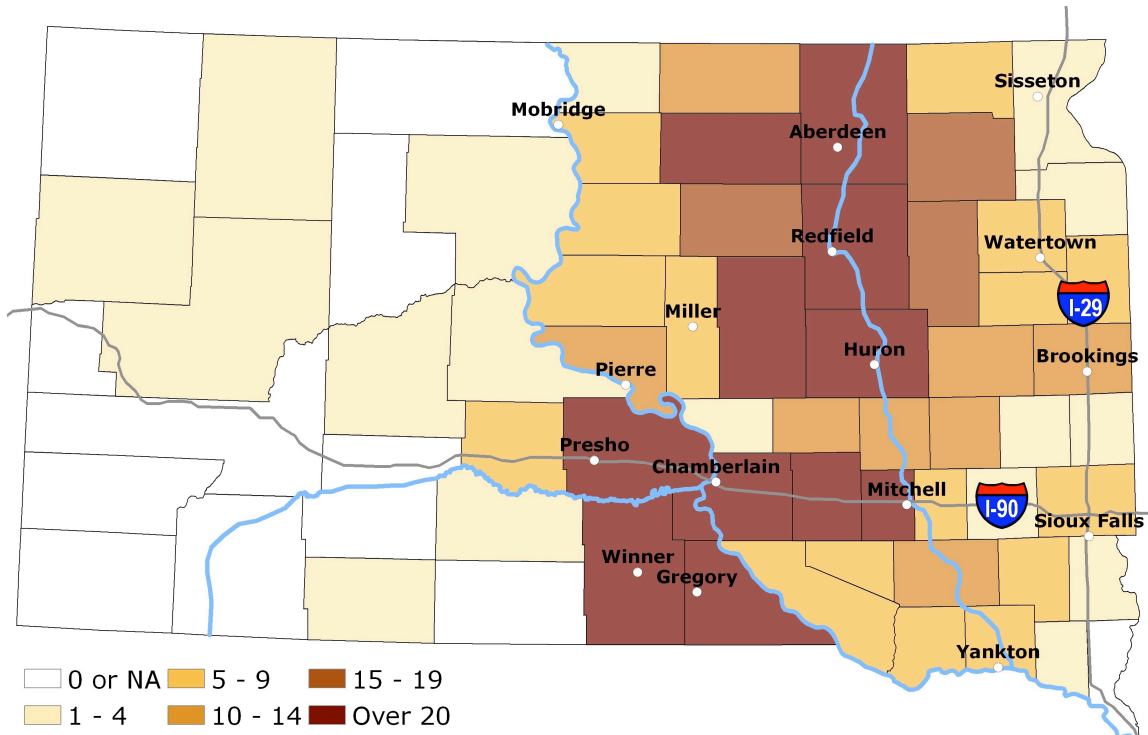 Sisseton
Mobridge
Aberdeen
Redfield
Watertown
I-29
Miller
Huron
Brookings
Pierre
Presho
Chamberlain
Mitchell
I-90
Sioux Falls
Winner
Gregory
Yankton
0 or NA
5 - 9
15 - 19
1 - 4
10 - 14
Over 20